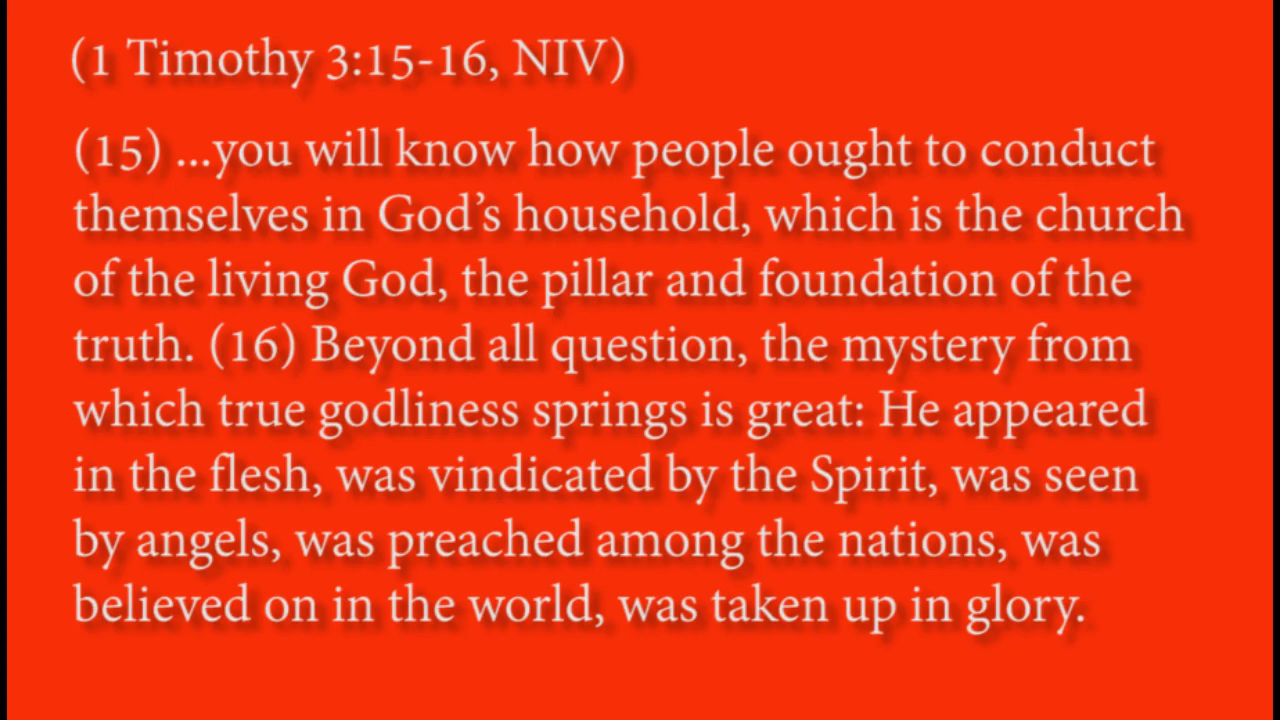 (1 Timothy 3:15-16, NIV)
(15) ...you will know how people ought to conduct
themselves in God’s household, which is the church
of the living God, the pillar and foundation of the
truth. (16) Beyond all question, the mystery from
which true godliness springs is great: He appeared
in the flesh, was vindicated by the Spirit, was seen
by angels, was preached among the nations, was
believed on in the world, was taken up in glory.